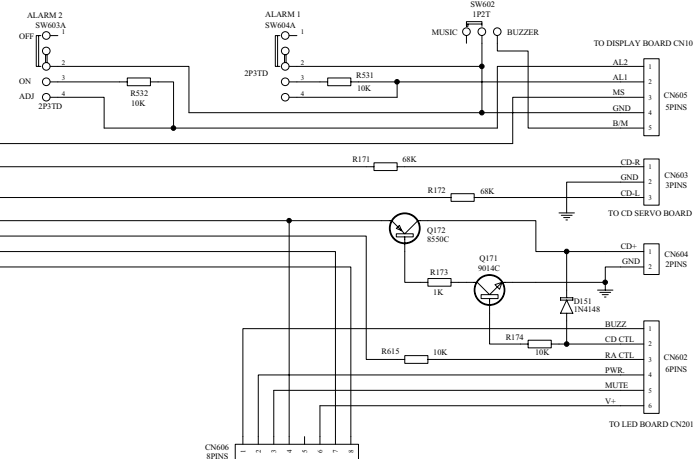 ALARM 2
SW603A
OFF
1
2
ON
3
ADJ
4
2P3TD
R532
10K
ALARM 1
SW604A
1
2
3
4
2P3TD
R531
10K
SW602
1P2T
MUSIC
BUZZER
TO DISPLAY BOARD CN10
AL2
1
AL1
2
MS
3
GND
4
B/M
5
CN605
5PINS
R171
68K
CD-R
1
GND
2
CD-L
3
CN603
3PINS
R172
68K
TO CD SERVO BOARD
Q172
8550C
Q171
9014C
R173
1K
CD+
1
GND
2
CN604
2PINS
D151
1N4148
R174
10K
R615
10K
BUZZ
1
CD CTL
2
RA CTL
3
PWR.
4
MUTE
5
V+
6
CN602
6PINS
TO LED BOARD CN201
CN606
8PINS
1
2
3
4
5
6
7
8